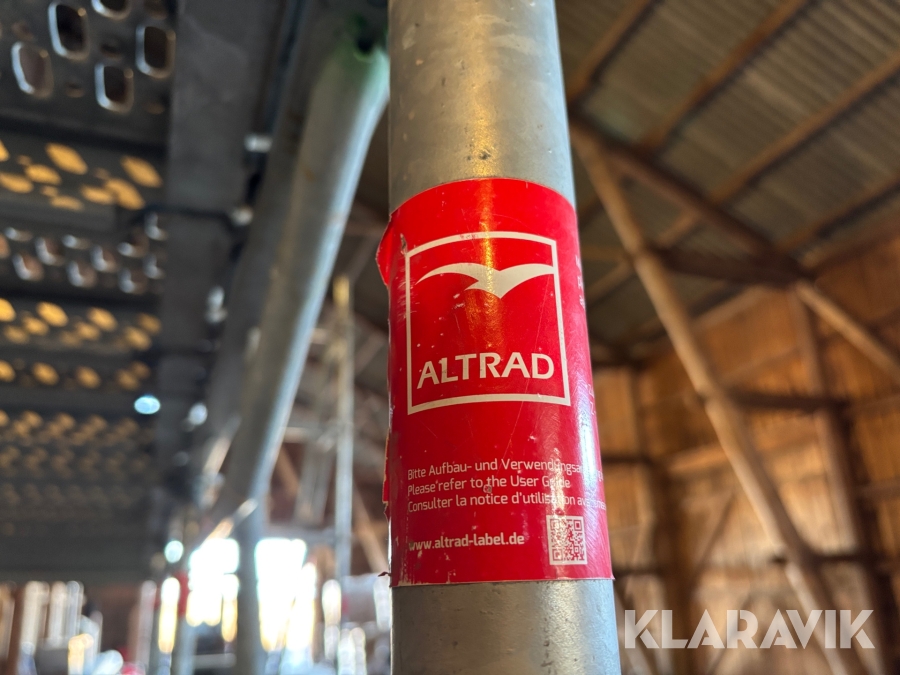 ALTRAD
Bitte Aufbau- und
Please refer to the User Guide
Consulter la notice d'utilisation
www.altrad-label.de
KLARAVIK